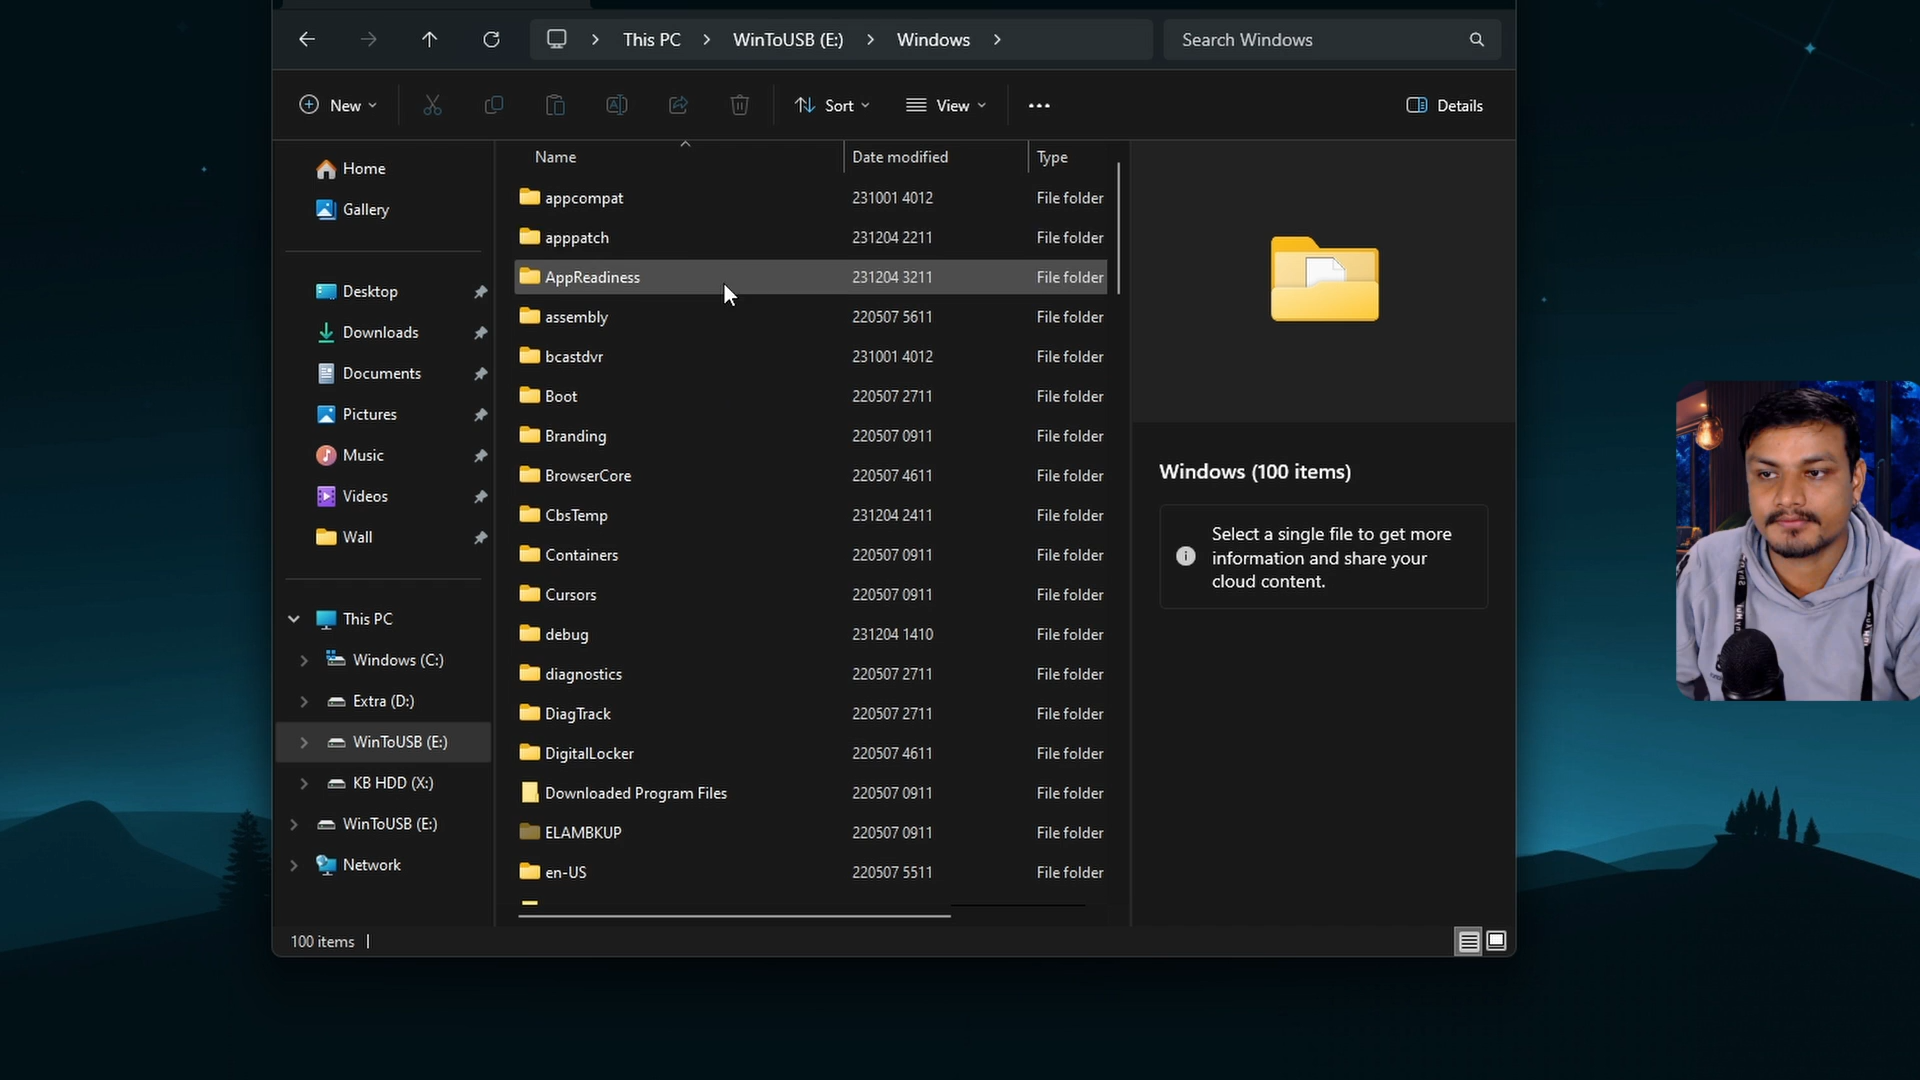 This PC
WinToUSB (E:)
Windows
Search Windows
New
Sort
View
Details
Home
Gallery
Desktop
Downloads
Documents
Pictures
Music
Videos
Wall
This PC
Windows (C:)
Extra (D:)
WinToUSB (E:)
KB HDD (X:)
WinToUSB (E:)
Network
Name Date modified Type
appcompat 231001 4012 File folder
apppatch 231204 2211 File folder
AppReadiness 231204 3211 File folder
assembly 220507 5611 File folder
bcastdvr 231001 4012 File folder
Boot 220507 2711 File folder
Branding 220507 0911 File folder
BrowserCore 220507 4611 File folder
CbsTemp 231204 2411 File folder
Containers 220507 0911 File folder
Cursors 220507 0911 File folder
debug 231204 1410 File folder
diagnostics 220507 2711 File folder
DiagTrack 220507 2711 File folder
DigitalLocker 220507 4611 File folder
Downloaded Program Files 220507 0911 File folder
ELAMBKUP 220507 0911 File folder
en-US 220507 5511 File folder
Windows (100 items)
Select a single file to get more
information and share your
cloud content.
100 items